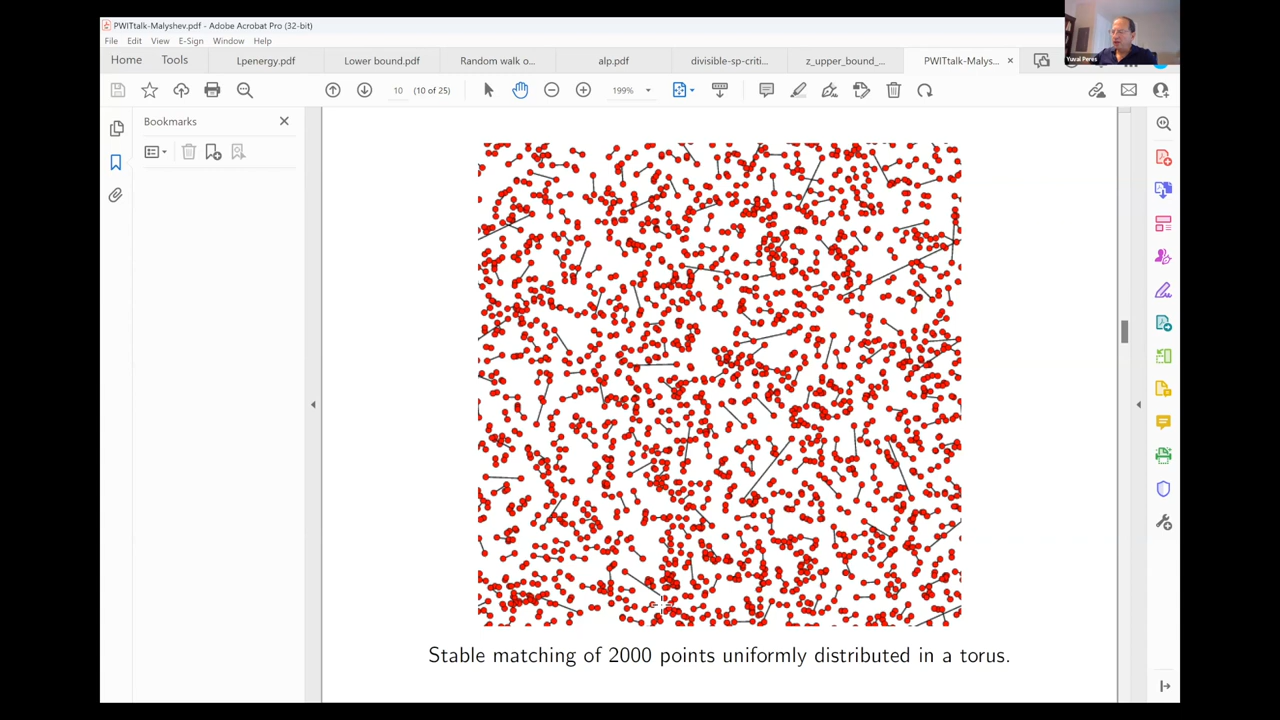 PWITtalk-Malyshev.pdf - Adobe Acrobat Pro (32-bit)
File Edit View E-Sign Window Help
Home Tools Lpenergy.pdf Lower bound.pdf Random walk o... alp.pdf divisible-sp-criti... z_upper_bound_... PWITtalk-Malys... ×
10 (10 of 25) 199%
Bookmarks
Yuval Peres
Stable matching of 2000 points uniformly distributed in a torus.